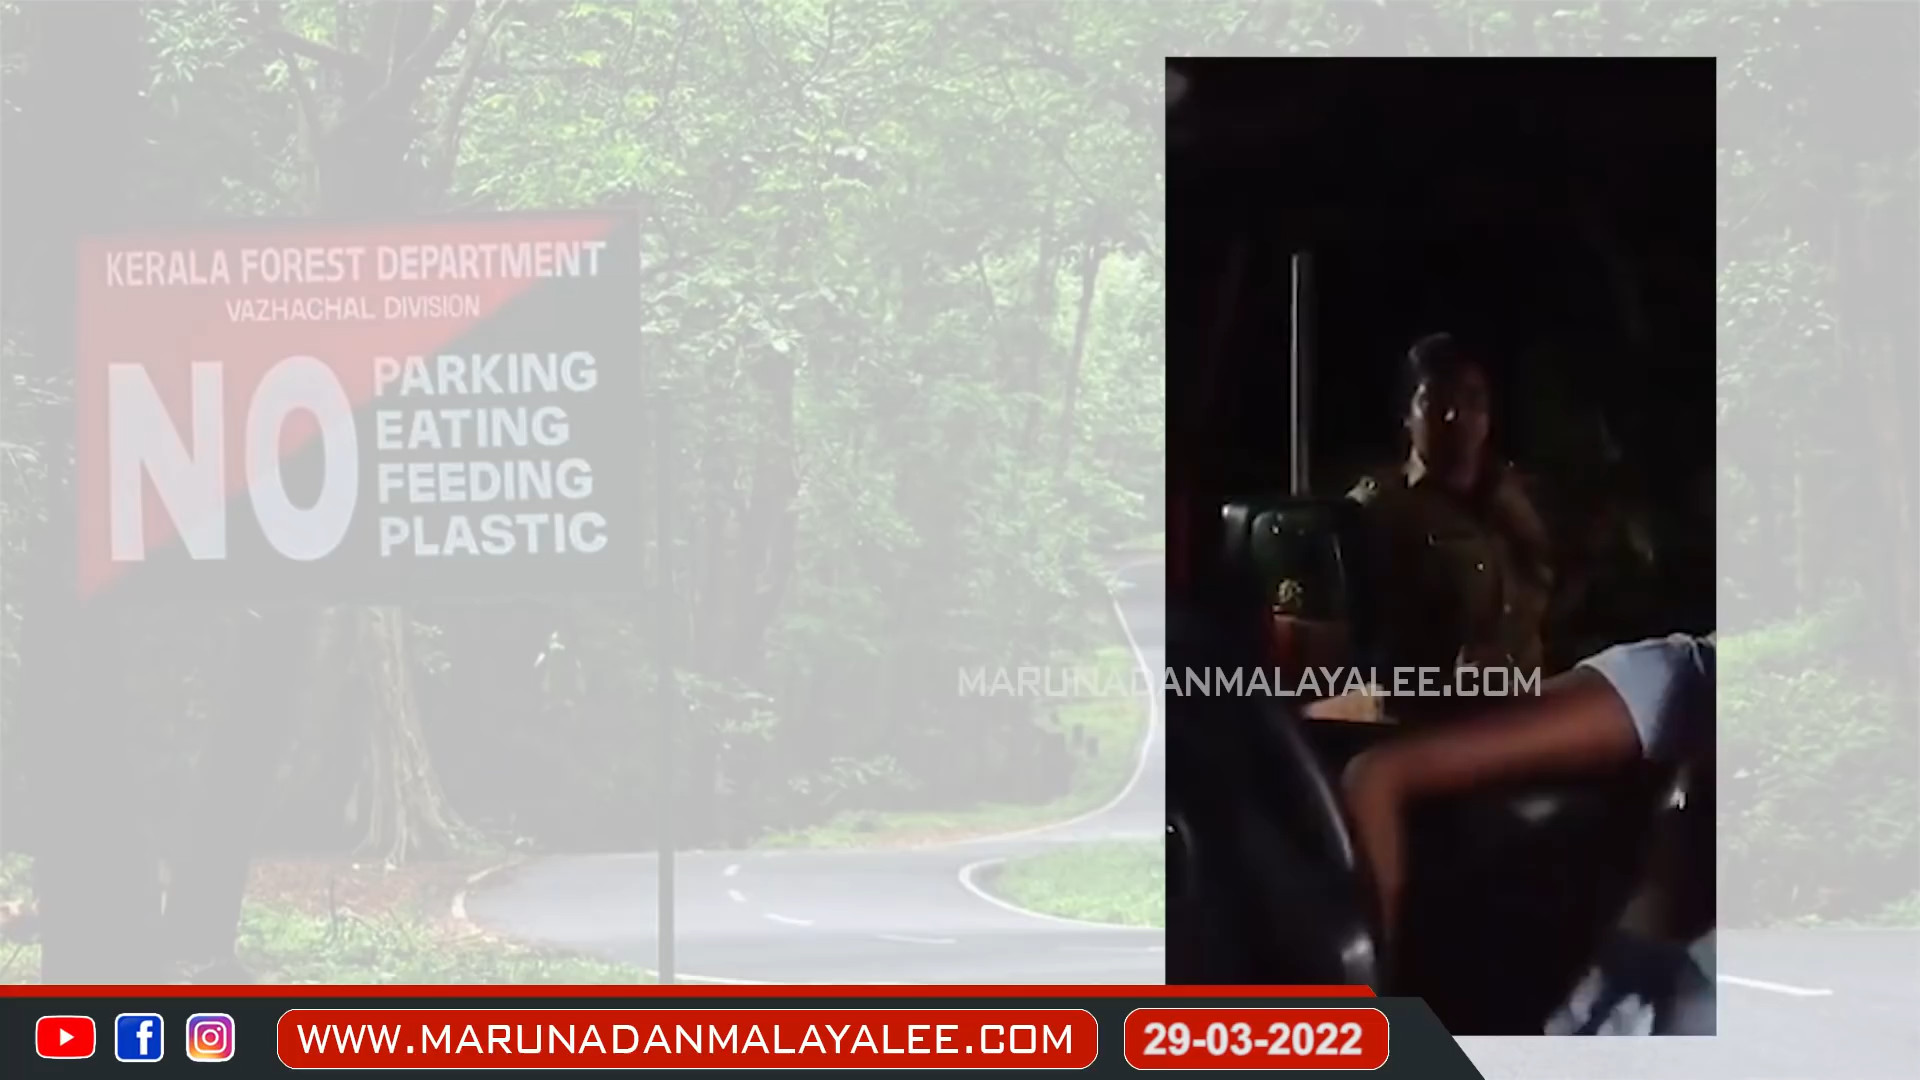 KERALA FOREST DEPARTMENT
VAZHACHAL DIVISION
NO
PARKING
EATING
FEEDING
PLASTIC
MARUNADANMALAYALEE.COM
WWW.MARUNADANMALAYALEE.COM
29-03-2022